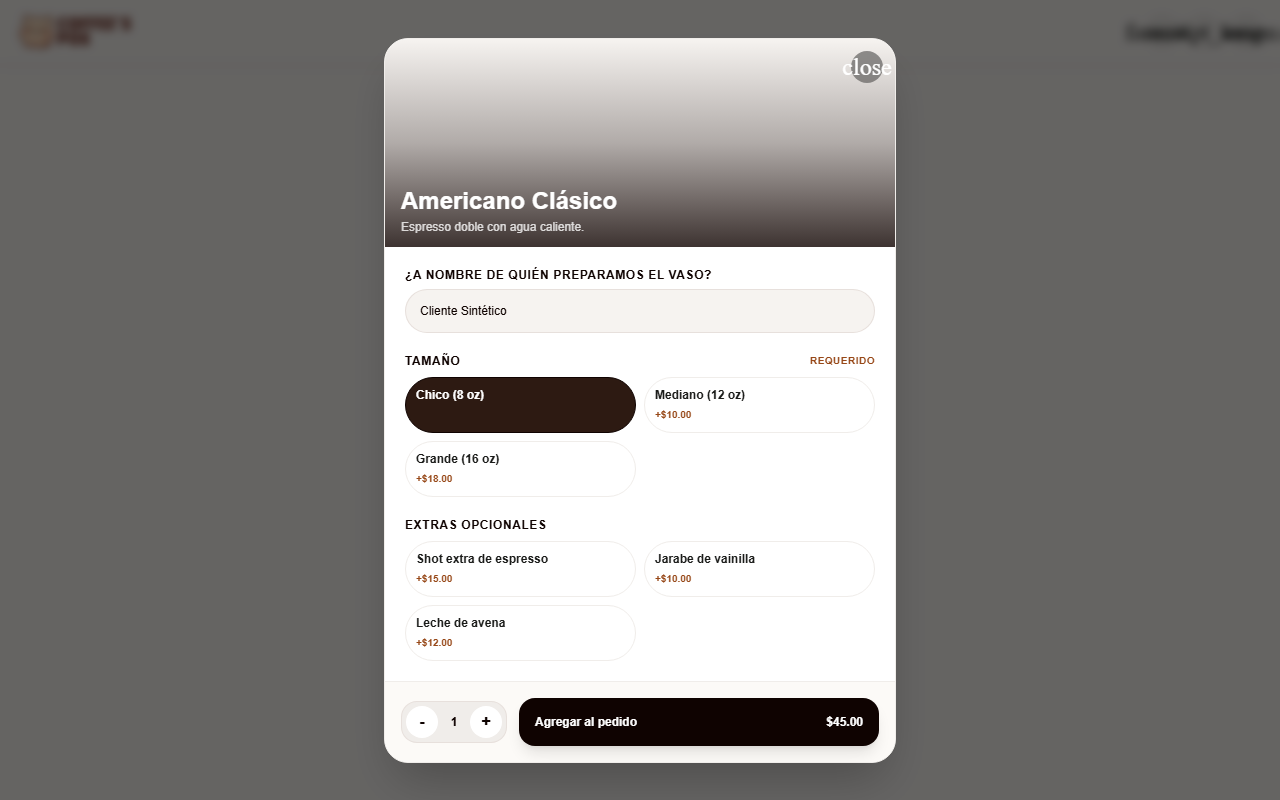 close
Americano Clásico
Espresso doble con agua caliente.
¿A NOMBRE DE QUIÉN PREPARAMOS EL VASO?
Cliente Sintético
TAMAÑO REQUERIDO
Chico (8 oz)
Mediano (12 oz)
+$10.00
Grande (16 oz)
+$18.00
EXTRAS OPCIONALES
Shot extra de espresso
+$15.00
Jarabe de vainilla
+$10.00
Leche de avena
+$12.00
- 1 +
Agregar al pedido $45.00